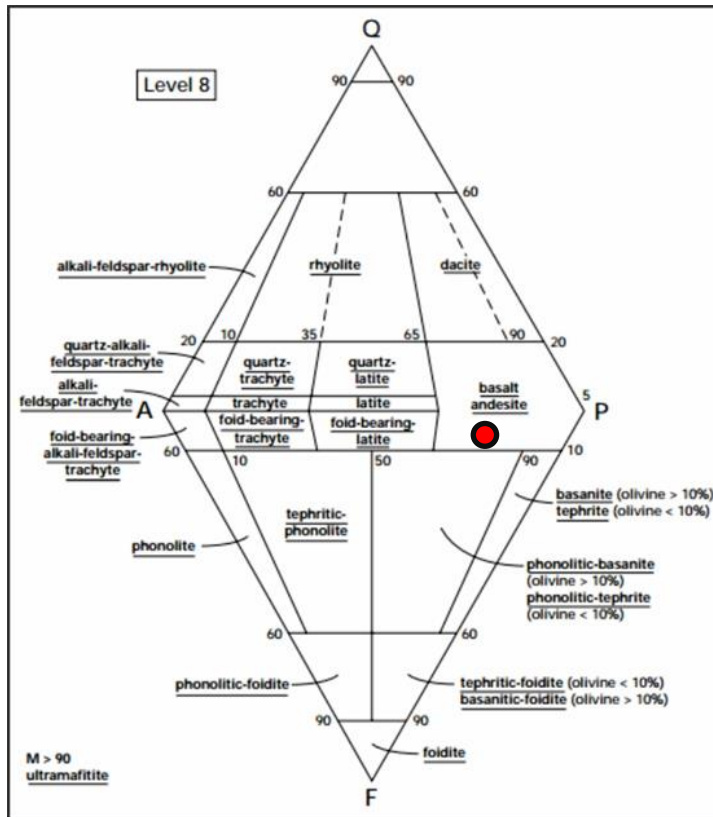 Q
Level 8
90
90
60
60
alkali-feldspar-rhyolite
rhyolite
dacite
20
10
35
65
90
20
quartz-alkali-
feldspar-trachyte
quartz-
trachyte
quartz-
latite
basalt
andesite
alkali-
feldspar-trachyte
trachyte
latite
5
A
P
foid-bearing-
alkali-feldspar-
trachyte
foid-bearing-
trachyte
foid-bearing-
latite
60
10
50
90
10
basanite (olivine > 10%)
tephrite (olivine < 10%)
tephritic-
phonolite
phonolite
phonolitic-basanite
(olivine > 10%)
phonolitic-tephrite
(olivine < 10%)
60
60
phonolitic-foidite
tephritic-foidite (olivine < 10%)
basanitic-foidite (olivine > 10%)
90
90
foidite
M > 90
ultramafitite
F